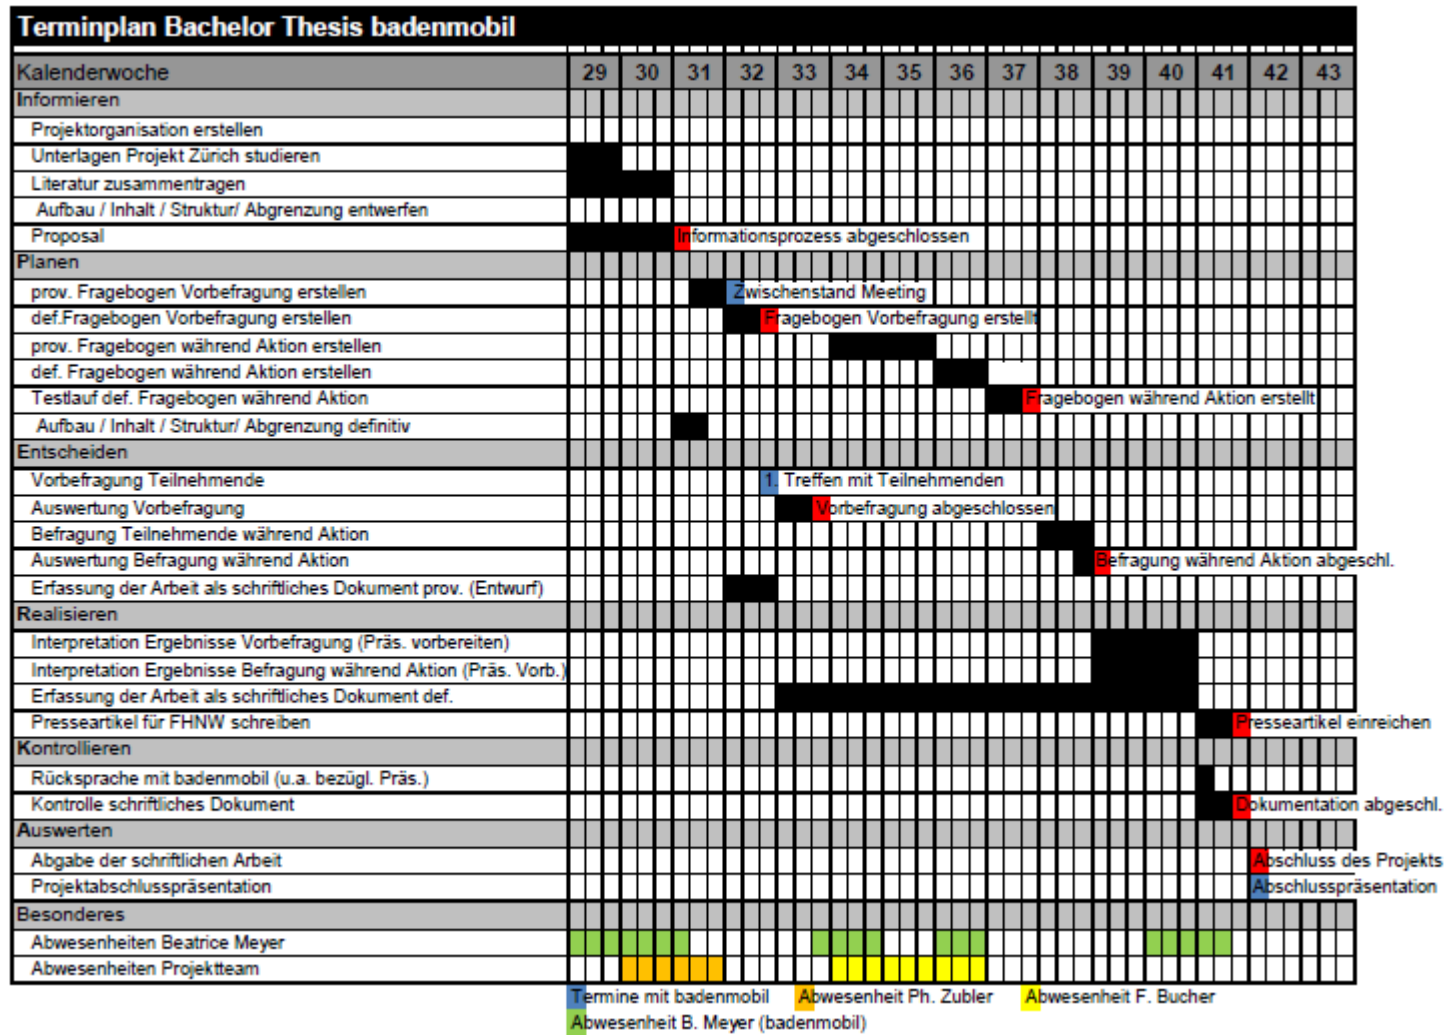 Terminplan Bachelor Thesis badenmobil
Kalenderwoche 29 30 31 32 33 34 35 36 37 38 39 40 41 42 43
Informieren
Projektorganisation erstellen
Unterlagen Projekt Zürich studieren
Literatur zusammentragen
Aufbau / Inhalt / Struktur/ Abgrenzung entwerfen
Proposal Informationsprozess abgeschlossen
Planen
prov. Fragebogen Vorbefragung erstellen Zwischenstand Meeting
def.Fragebogen Vorbefragung erstellen Fragebogen Vorbefragung erstellt
prov. Fragebogen während Aktion erstellen
def. Fragebogen während Aktion erstellen
Testlauf def. Fragebogen während Aktion Fragebogen während Aktion erstellt
Aufbau / Inhalt / Struktur/ Abgrenzung definitiv
Entscheiden
Vorbefragung Teilnehmende 1. Treffen mit Teilnehmenden
Auswertung Vorbefragung Vorbefragung abgeschlossen
Befragung Teilnehmende während Aktion
Auswertung Befragung während Aktion Befragung während Aktion abgeschl.
Erfassung der Arbeit als schriftliches Dokument prov. (Entwurf)
Realisieren
Interpretation Ergebnisse Vorbefragung (Präs. vorbereiten)
Interpretation Ergebnisse Befragung während Aktion (Präs. Vorb.)
Erfassung der Arbeit als schriftliches Dokument def.
Presseartikel für FHNW schreiben Presseartikel einreichen
Kontrollieren
Rücksprache mit badenmobil (u.a. bezügl. Präs.)
Kontrolle schriftliches Dokument Dokumentation abgeschl.
Auswerten
Abgabe der schriftlichen Arbeit Abschluss des Projekts
Projektabschlusspräsentation Abschlusspräsentation
Besonderes
Abwesenheiten Beatrice Meyer
Abwesenheiten Projektteam
Termine mit badenmobil Abwesenheit Ph. Zubler Abwesenheit F. Bucher
Abwesenheit B. Meyer (badenmobil)